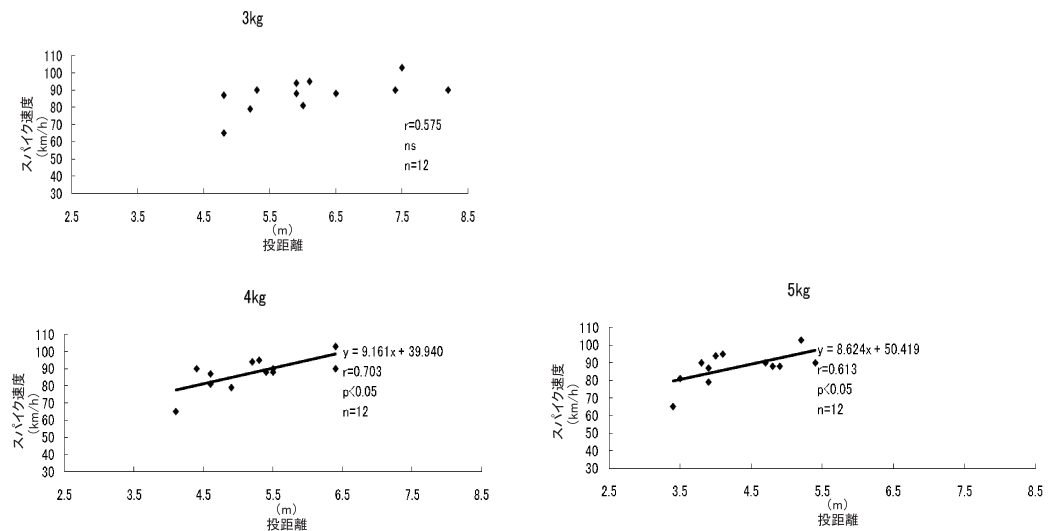 3kg
スパイク速度
(km/h)
110
100
90
80
70
60
50
40
30
r=0.575
ns
n=12
2.5 3.5 4.5 5.5 6.5 7.5 8.5
(m)
投距離
4kg
スパイク速度
(km/h)
110
100
90
80
70
60
50
40
30
y = 9.161x + 39.940
r=0.703
p<0.05
n=12
2.5 3.5 4.5 5.5 6.5 7.5 8.5
(m)
投距離
5kg
スパイク速度
(km/h)
110
100
90
80
70
60
50
40
30
y = 8.624x + 50.419
r=0.613
p<0.05
n=12
2.5 3.5 4.5 5.5 6.5 7.5 8.5
(m)
投距離